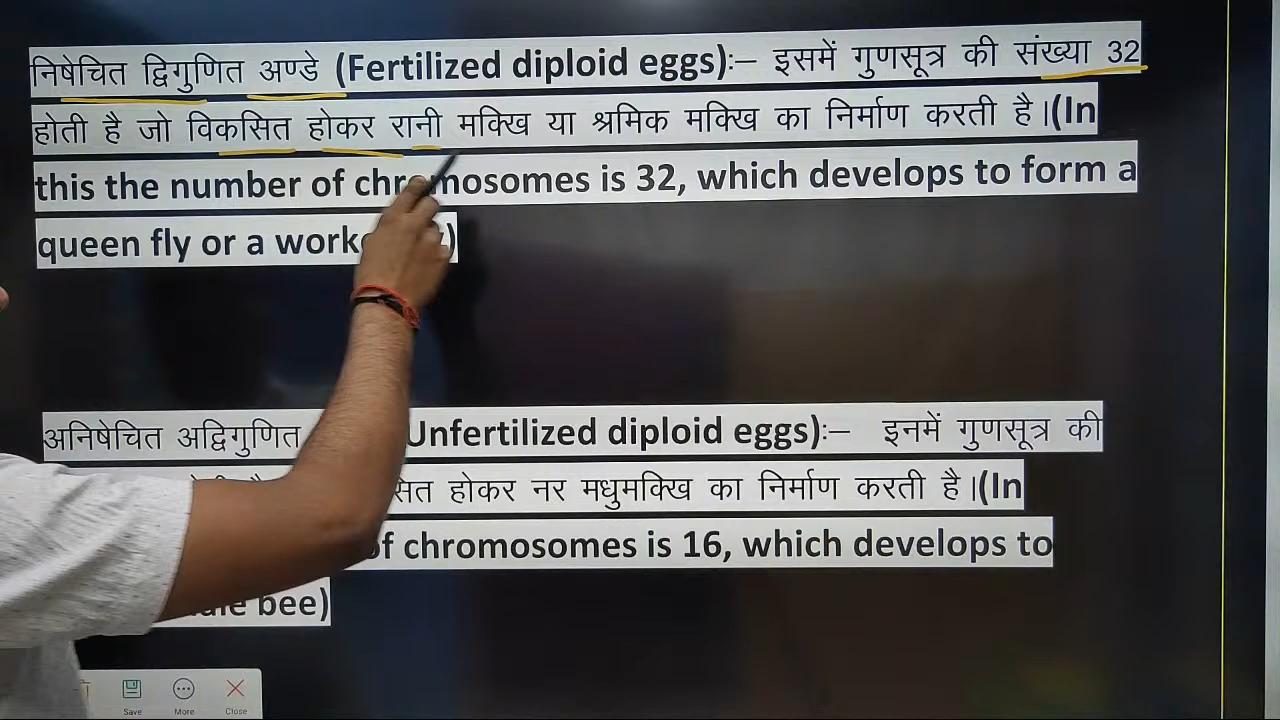 निषेचित द्विगुणित अण्डे (Fertilized diploid eggs):– इसमें गुणसूत्र की संख्या 32
होती है जो विकसित होकर रानी मक्खि या श्रमिक मक्खि का निर्माण करती है।(In
this the number of chromosomes is 32, which develops to form a
queen fly or a work
अनिषेचित अद्विगुणित Unfertilized diploid eggs):– इनमें गुणसूत्र की
होकर नर मधुमक्खि का निर्माण करती है।(In
of chromosomes is 16, which develops to
bee)
Save More Close